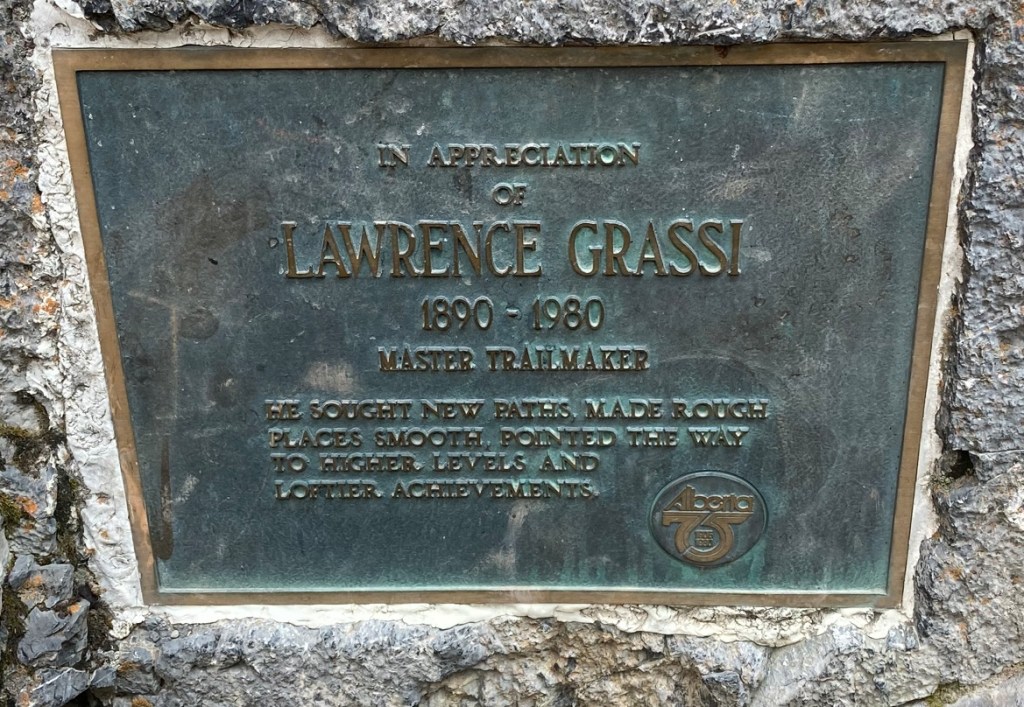 IN APPRECIATION
OF
LAWRENCE GRASSI
1890 - 1980
MASTER TRAILMAKER
HE SOUGHT NEW PATHS, MADE ROUGH
PLACES SMOOTH, POINTED THE WAY
TO HIGHER LEVELS AND
LOFTIER ACHIEVEMENTS.
Alberta
75